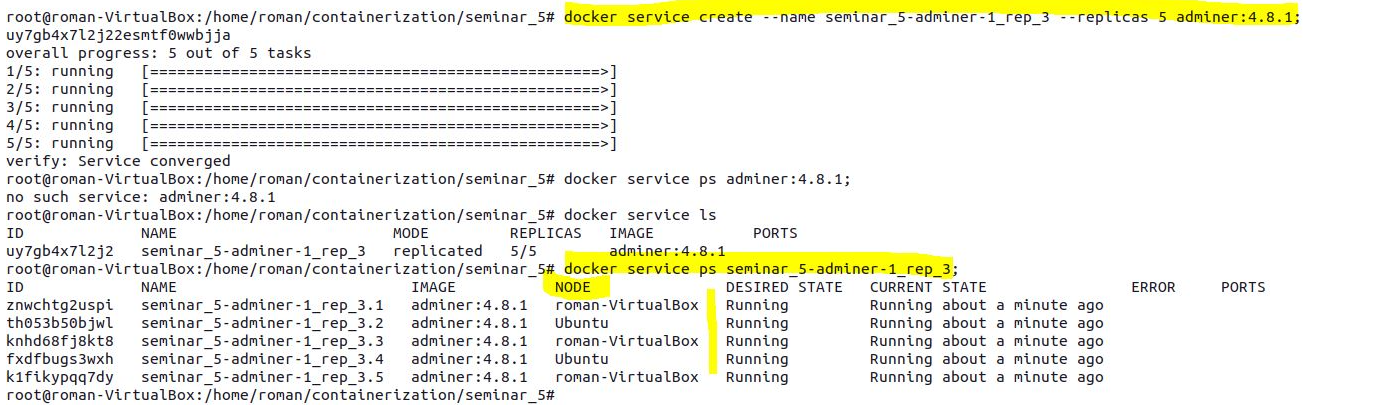 root@roman-VirtualBox:/home/roman/containerization/seminar_5# docker service create --name seminar_5-adminer-1_rep_3 --replicas 5 adminer:4.8.1;
uy7gb4x7l2j22esmtf0wwbjja
overall progress: 5 out of 5 tasks
1/5: running   [==================================================>]
2/5: running   [==================================================>]
3/5: running   [==================================================>]
4/5: running   [==================================================>]
5/5: running   [==================================================>]
verify: Service converged
root@roman-VirtualBox:/home/roman/containerization/seminar_5# docker service ps adminer:4.8.1;
no such service: adminer:4.8.1
root@roman-VirtualBox:/home/roman/containerization/seminar_5# docker service ls
ID             NAME                        MODE         REPLICAS   IMAGE           PORTS
uy7gb4x7l2j2   seminar_5-adminer-1_rep_3   replicated   5/5        adminer:4.8.1
root@roman-VirtualBox:/home/roman/containerization/seminar_5# docker service ps seminar_5-adminer-1_rep_3;
ID             NAME                          IMAGE           NODE               DESIRED STATE   CURRENT STATE                ERROR     PORTS
znwchtg2uspi   seminar_5-adminer-1_rep_3.1   adminer:4.8.1   roman-VirtualBox   Running         Running about a minute ago
th053b50bjwl   seminar_5-adminer-1_rep_3.2   adminer:4.8.1   Ubuntu             Running         Running about a minute ago
knhd68fj8kt8   seminar_5-adminer-1_rep_3.3   adminer:4.8.1   roman-VirtualBox   Running         Running about a minute ago
fxdfbugs3wxh   seminar_5-adminer-1_rep_3.4   adminer:4.8.1   Ubuntu             Running         Running about a minute ago
k1fikypqq7dy   seminar_5-adminer-1_rep_3.5   adminer:4.8.1   roman-VirtualBox   Running         Running about a minute ago
root@roman-VirtualBox:/home/roman/containerization/seminar_5#